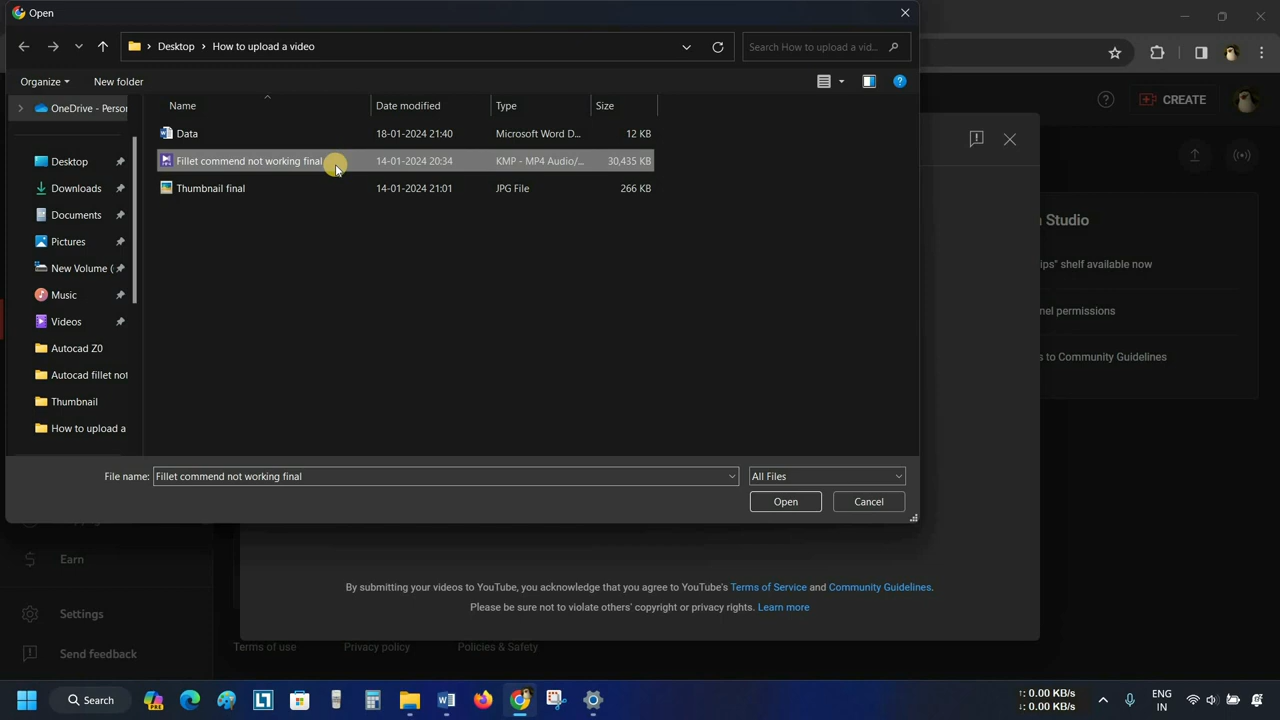 Open
Desktop
How to upload a video
Search How to upload a vid...
Organize
New folder
CREATE
OneDrive - Person
Name
Date modified
Type
Size
Data
18-01-2024 21:40
Microsoft Word D...
12 KB
Fillet commend not working final
14-01-2024 20:34
KMP - MP4 Audio/...
30,435 KB
Thumbnail final
14-01-2024 21:01
JPG File
266 KB
Desktop
Downloads
Documents
Pictures
New Volume (
Music
Videos
Autocad Z0
Autocad fillet not
Thumbnail
How to upload a
Studio
ips" shelf available now
nel permissions
s to Community Guidelines
File name:
Fillet commend not working final
All Files
Open
Cancel
Earn
Settings
Send feedback
By submitting your videos to YouTube, you acknowledge that you agree to YouTube's Terms of Service and Community Guidelines.
Please be sure not to violate others' copyright or privacy rights. Learn more
Terms of use
Privacy policy
Policies & Safety
Search
PRE
↑: 0.00 KB/s
↓: 0.00 KB/s
ENG
IN